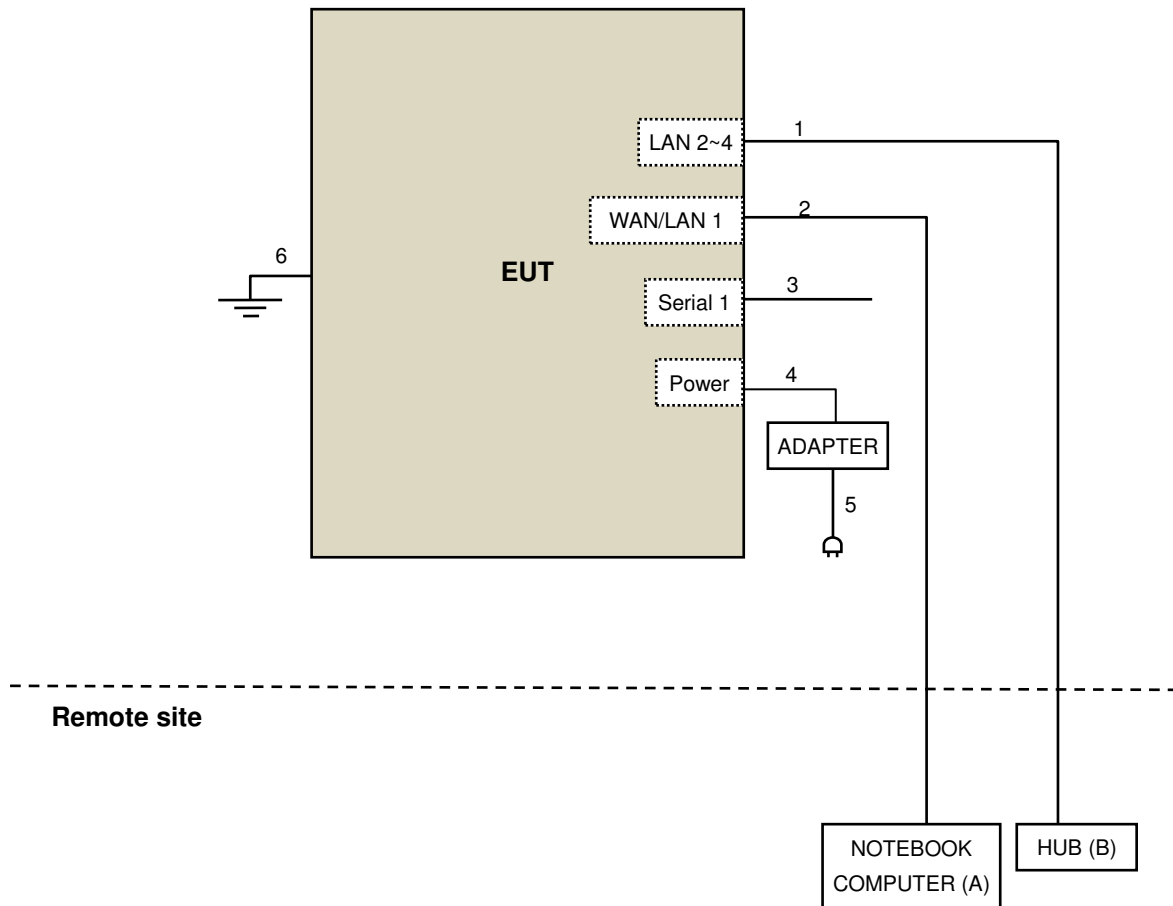 1
LAN 2~4
2
WAN/LAN 1
6
EUT
3
Serial 1
4
Power
ADAPTER
5
Remote site
NOTEBOOK
COMPUTER (A)
HUB (B)